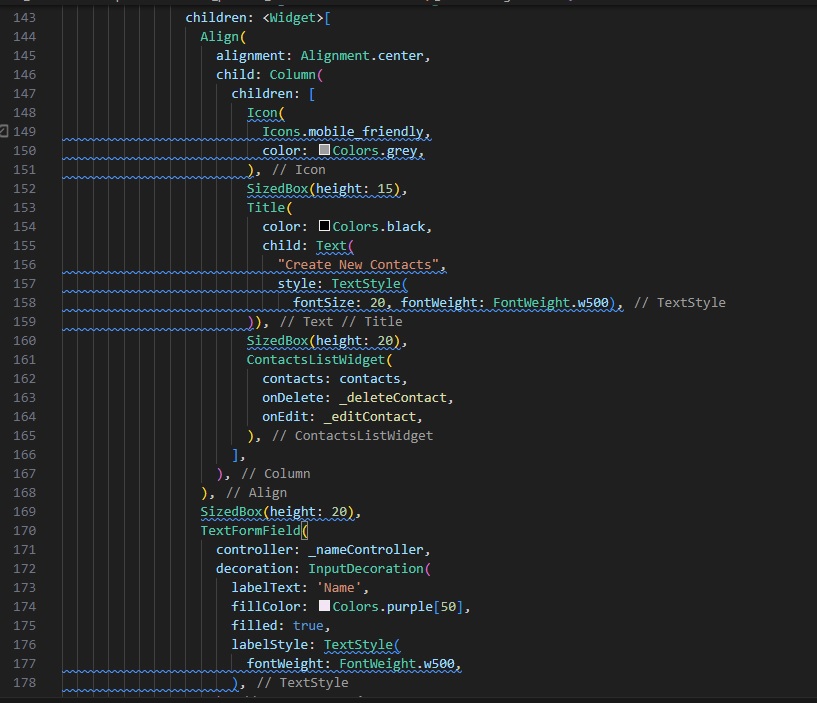 143 children: <Widget>[
144 Align(
145 alignment: Alignment.center,
146 child: Column(
147 children: [
148 Icon(
149 Icons.mobile_friendly,
150 color: Colors.grey,
151 ), // Icon
152 SizedBox(height: 15),
153 Title(
154 color: Colors.black,
155 child: Text(
156 "Create New Contacts",
157 style: TextStyle(
158 fontSize: 20, fontWeight: FontWeight.w500), // TextStyle
159 )), // Text // Title
160 SizedBox(height: 20),
161 ContactsListWidget(
162 contacts: contacts,
163 onDelete: _deleteContact,
164 onEdit: _editContact,
165 ), // ContactsListWidget
166 ],
167 ), // Column
168 ), // Align
169 SizedBox(height: 20),
170 TextFormField(
171 controller: _nameController,
172 decoration: InputDecoration(
173 labelText: 'Name',
174 fillColor: Colors.purple[50],
175 filled: true,
176 labelStyle: TextStyle(
177 fontWeight: FontWeight.w500,
178 ), // TextStyle